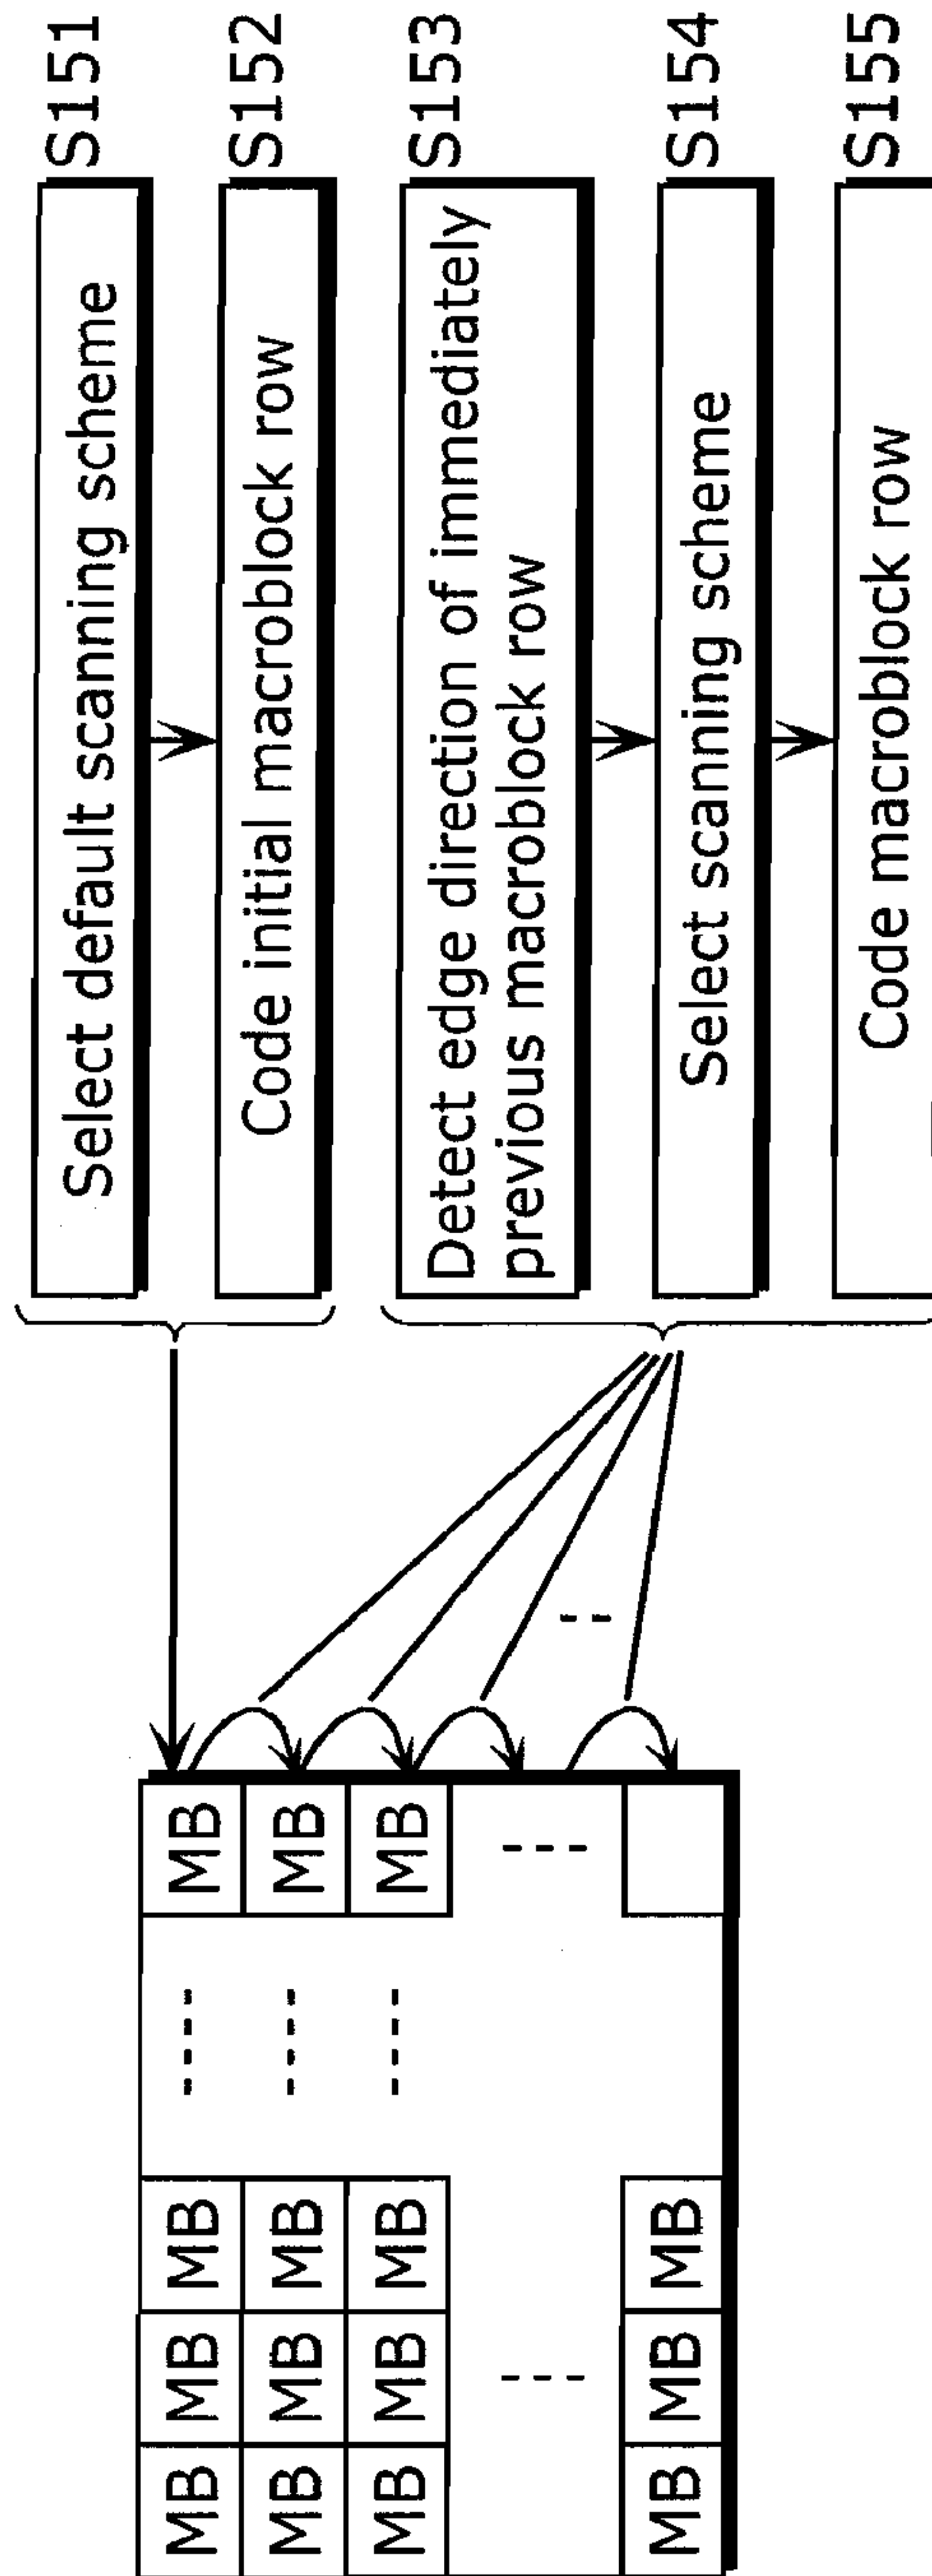 Select default scanning scheme S151
Code initial macroblock row S152
Detect edge direction of immediately S153
previous macroblock row
Select scanning scheme S154
Code macroblock row S155
MB MB MB ---- MB
MB MB MB ---- MB
MB MB MB ---- MB
MB MB MB